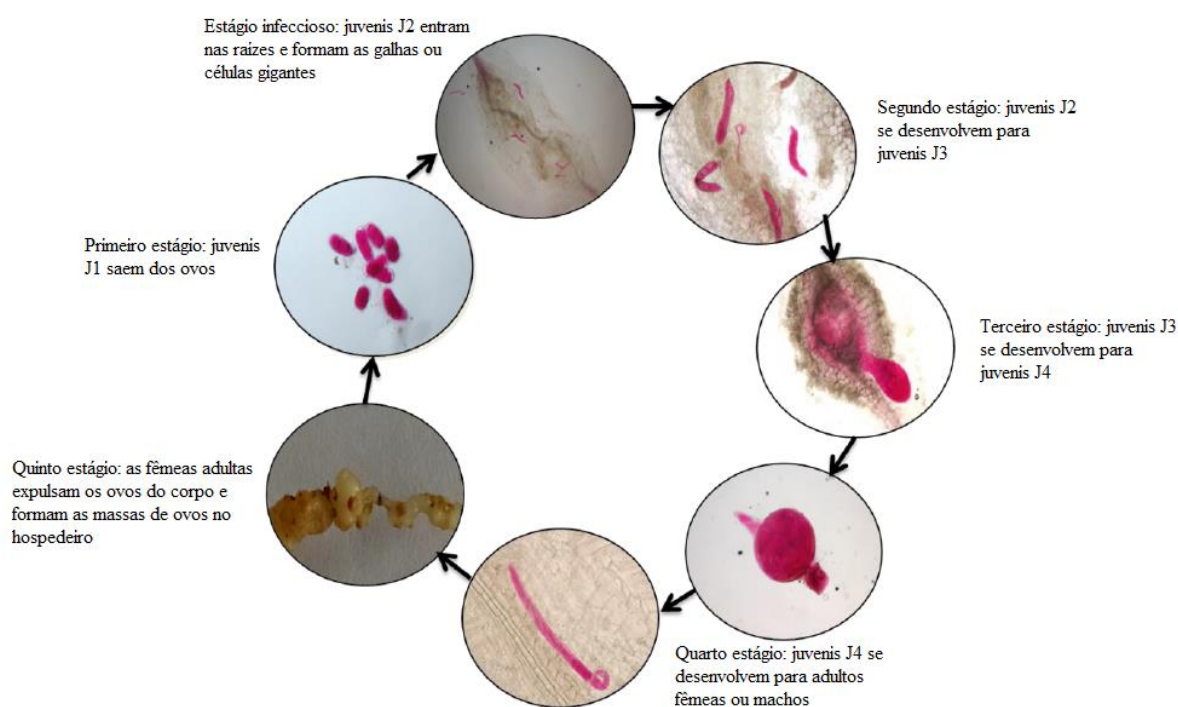 Estágio infeccioso: juvenis J2 entram
nas raizes e formam as galhas ou
células gigantes
Segundo estágio: juvenis J2
se desenvolvem para
juvenis J3
Terceiro estágio: juvenis J3
se desenvolvem para
juvenis J4
Quarto estágio: juvenis J4 se
desenvolvem para adultos
fêmeas ou machos
Quinto estágio: as fêmeas adultas
expulsam os ovos do corpo e
formam as massas de ovos no
hospedeiro
Primeiro estágio: juvenis
J1 saem dos ovos